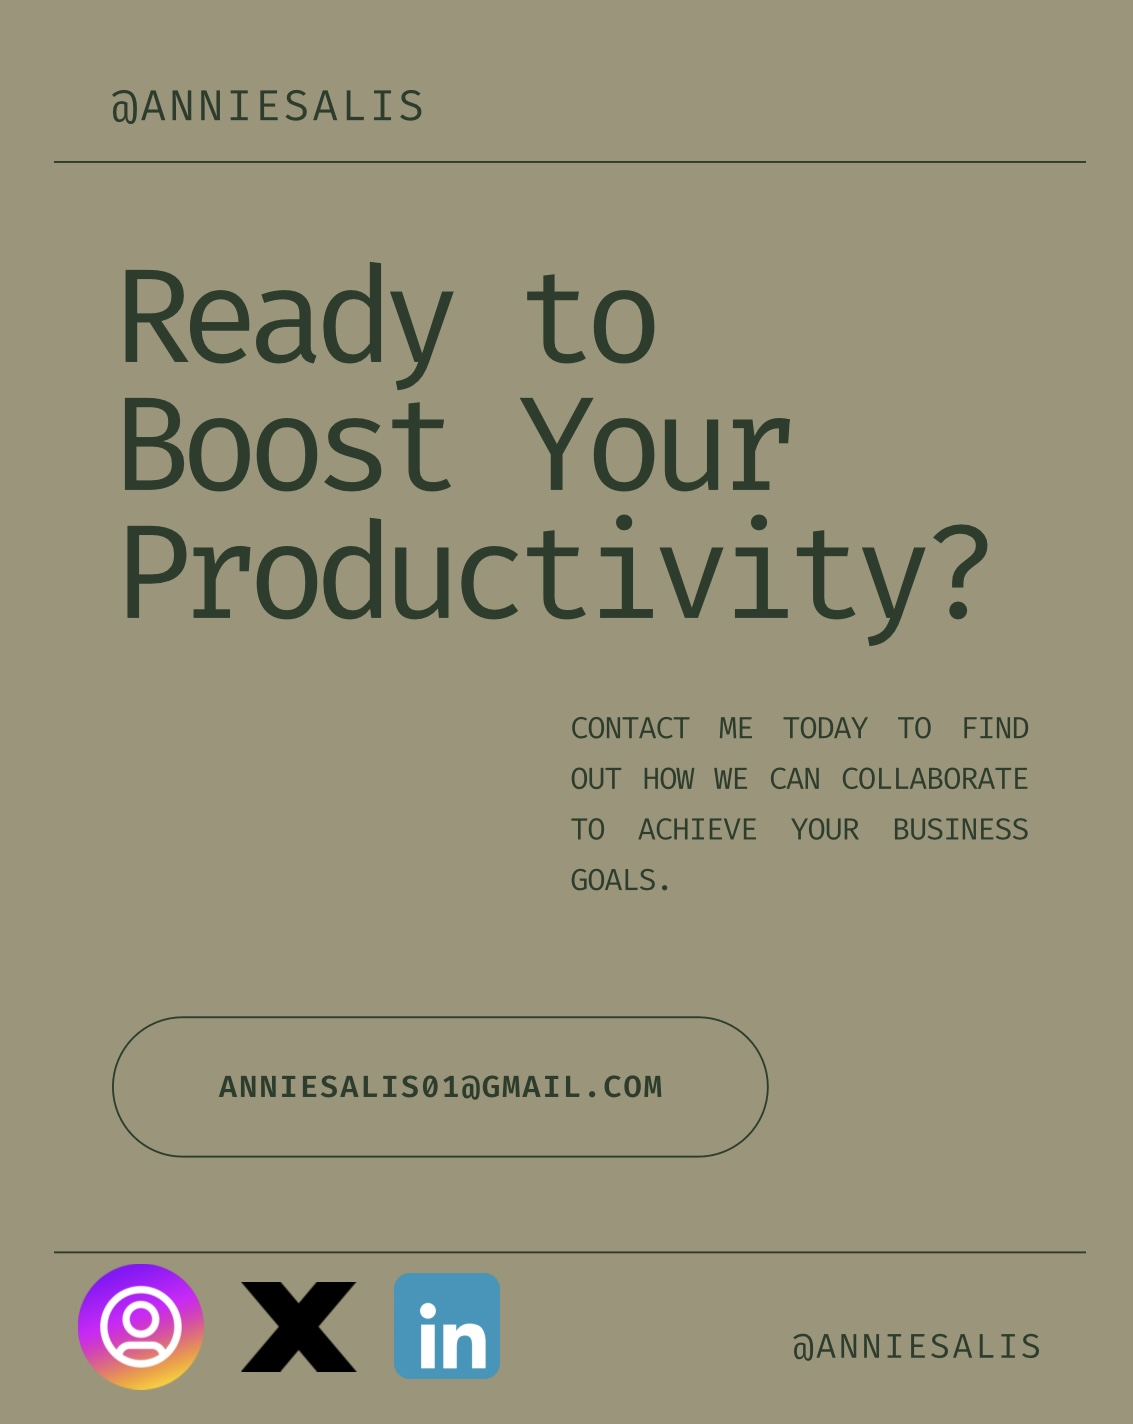 @ANNIESALIS
Ready to
Boost Your
Productivity?
CONTACT ME TODAY TO FIND
OUT HOW WE CAN COLLABORATE
TO ACHIEVE YOUR BUSINESS
GOALS.
ANNIESALIS01@GMAIL.COM
X
in
@ANNIESALIS